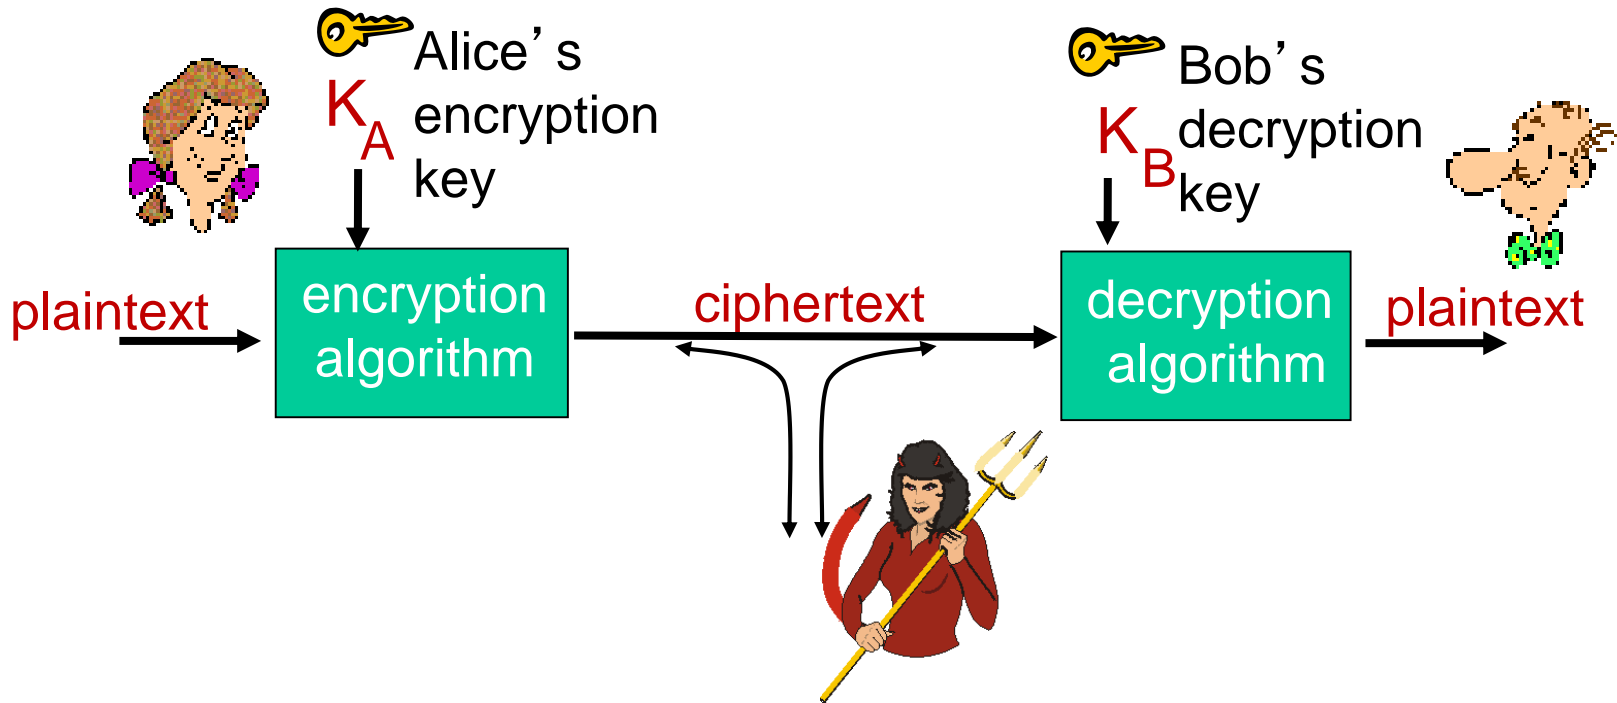 Alice's
encryption
key
K
A
Bob's
decryption
key
K
B
plaintext
encryption
algorithm
ciphertext
decryption
algorithm
plaintext